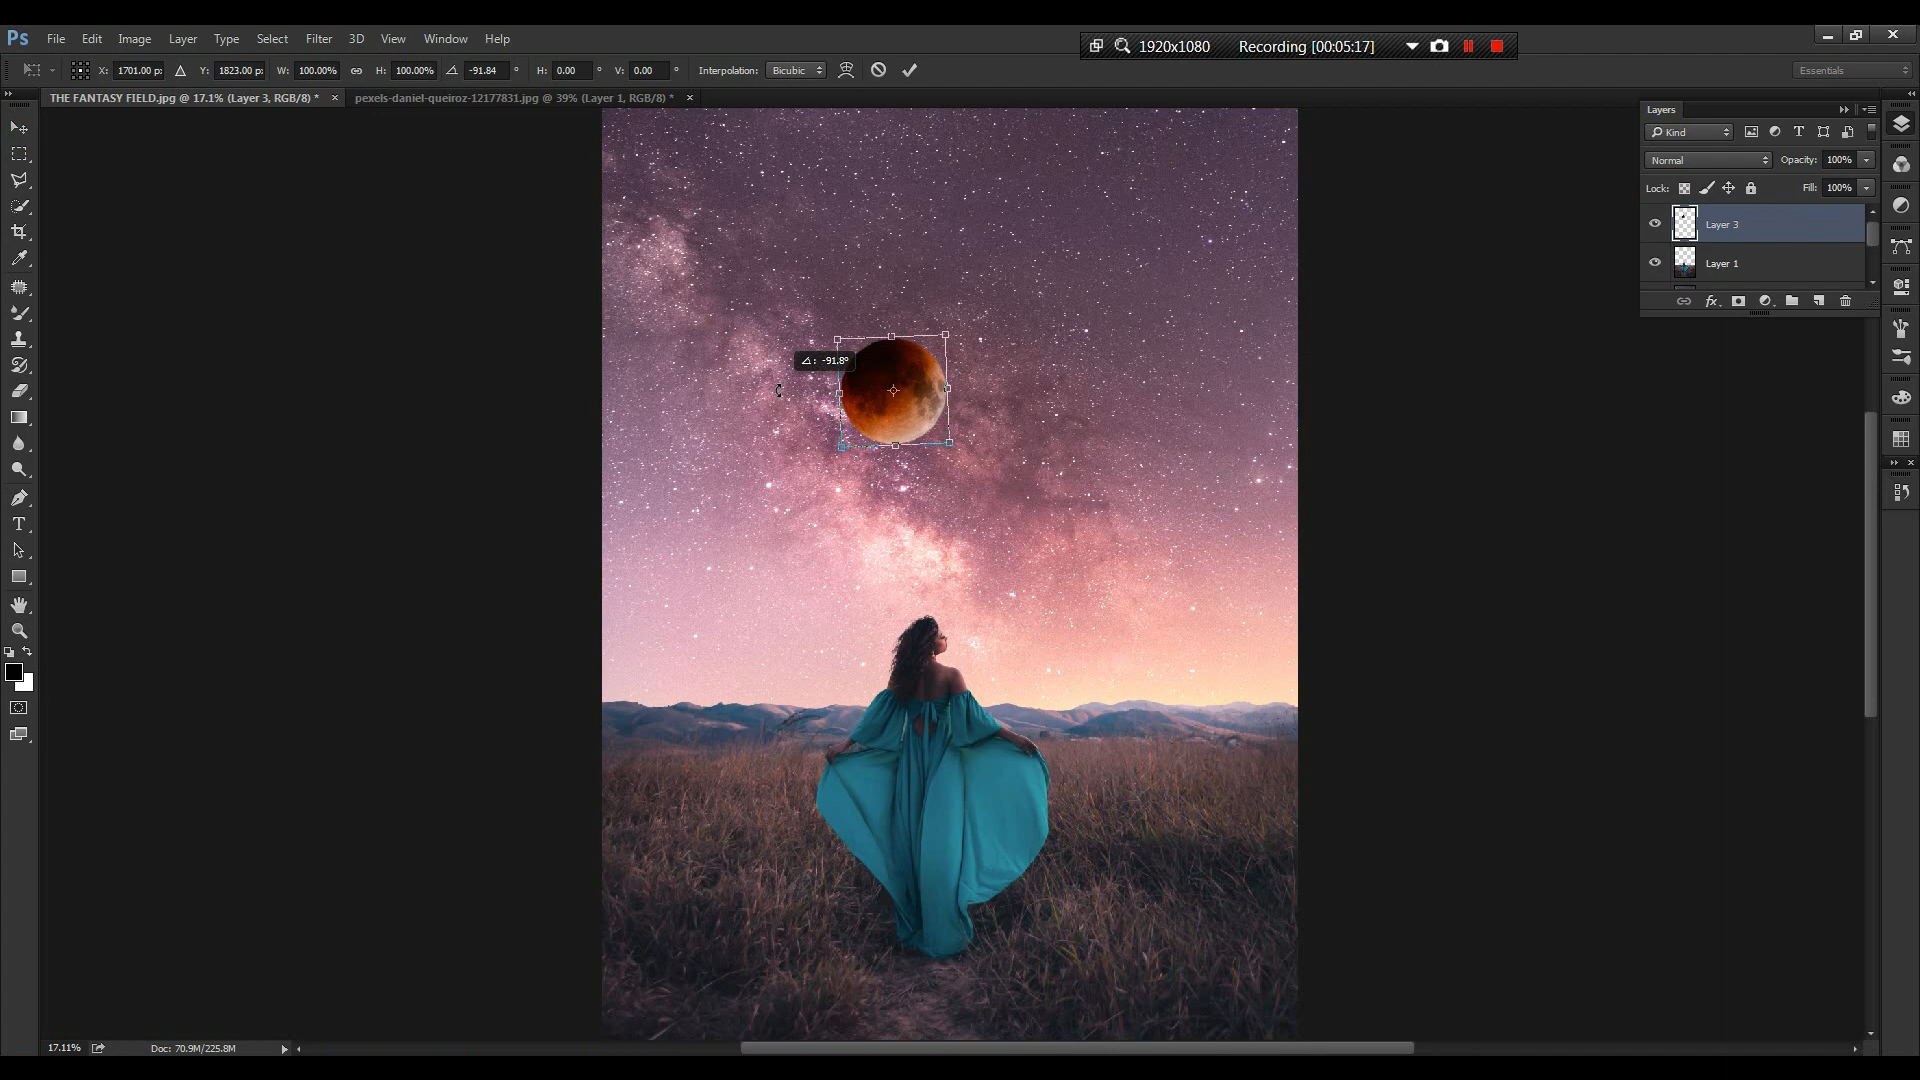 Ps File Edit Image Layer Type Select Filter 3D View Window Help
1920x1080 Recording [00:05:17]
X: 1701.00 p: Y: 1823.00 p: W: 100.00% H: 100.00% -91.84 ° H: 0.00 ° V: 0.00 ° Interpolation: Bicubic
Essentials
THE FANTASY FIELD.jpg @ 17.1% (Layer 3, RGB/8) * × pexels-daniel-queiroz-12177831.jpg @ 39% (Layer 1, RGB/8) * ×
Layers
Kind
Normal Opacity: 100%
Lock: Fill: 100%
Layer 3
Layer 1
fx
: -91.8°
T
17.11% Doc: 70.9M/225.8M